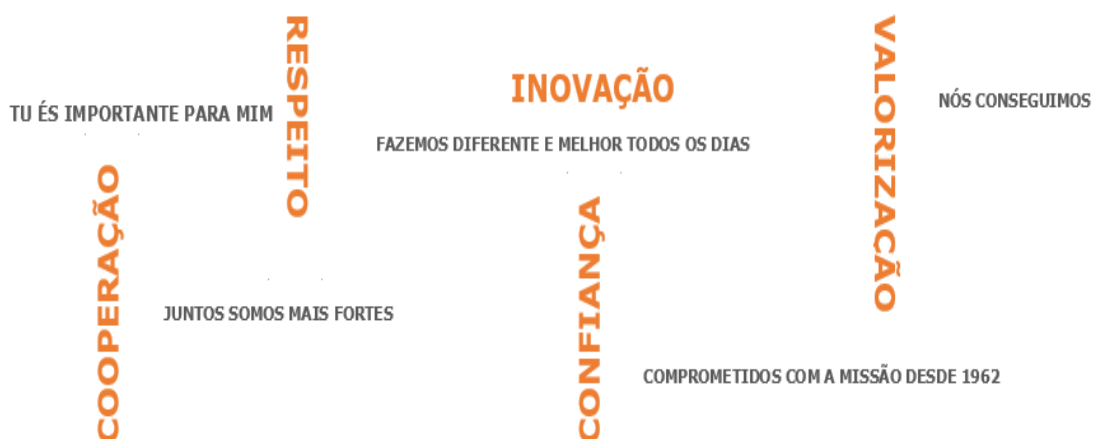 RESPEITO
TU ÉS IMPORTANTE PARA MIM
INOVAÇÃO
FAZEMOS DIFERENTE E MELHOR TODOS OS DIAS
VALORIZAÇÃO
NÓS CONSEGUIMOS
COOPERAÇÃO
JUNTOS SOMOS MAIS FORTES
CONFIANÇA
COMPROMETIDOS COM A MISSÃO DESDE 1962